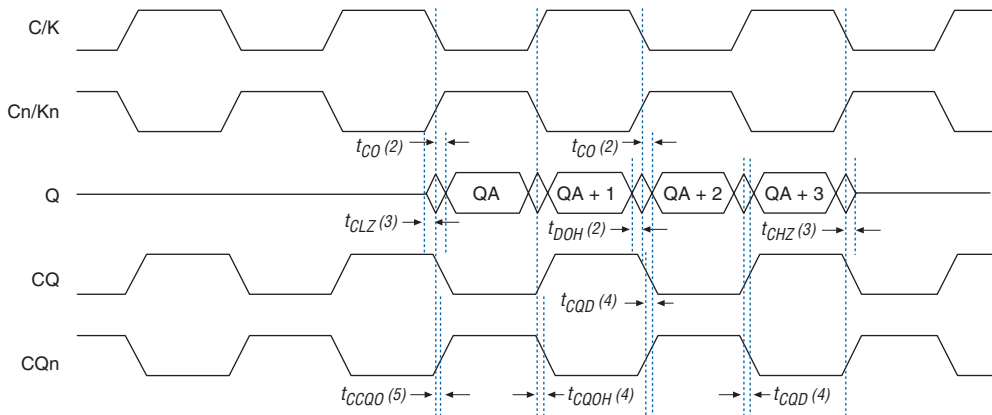 C/K
Cn/Kn
tCO (2) tCO (2)
Q QA QA + 1 QA + 2 QA + 3
tCLZ (3) tDOH (2) tCHZ (3)
CQ
tCQD (4)
CQn
tCCQO (5) tCQOH (4) tCQD (4)